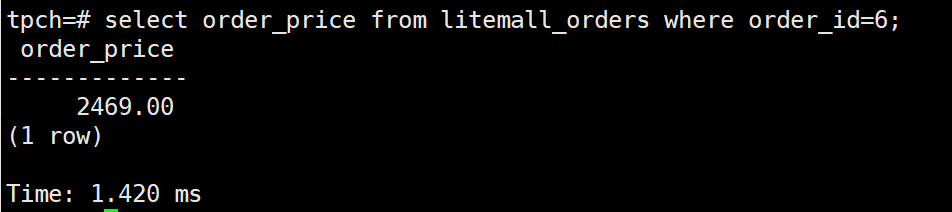 tpch=# select order_price from litemall_orders where order_id=6;
 order_price
-------------
     2469.00
(1 row)

Time: 1.420 ms